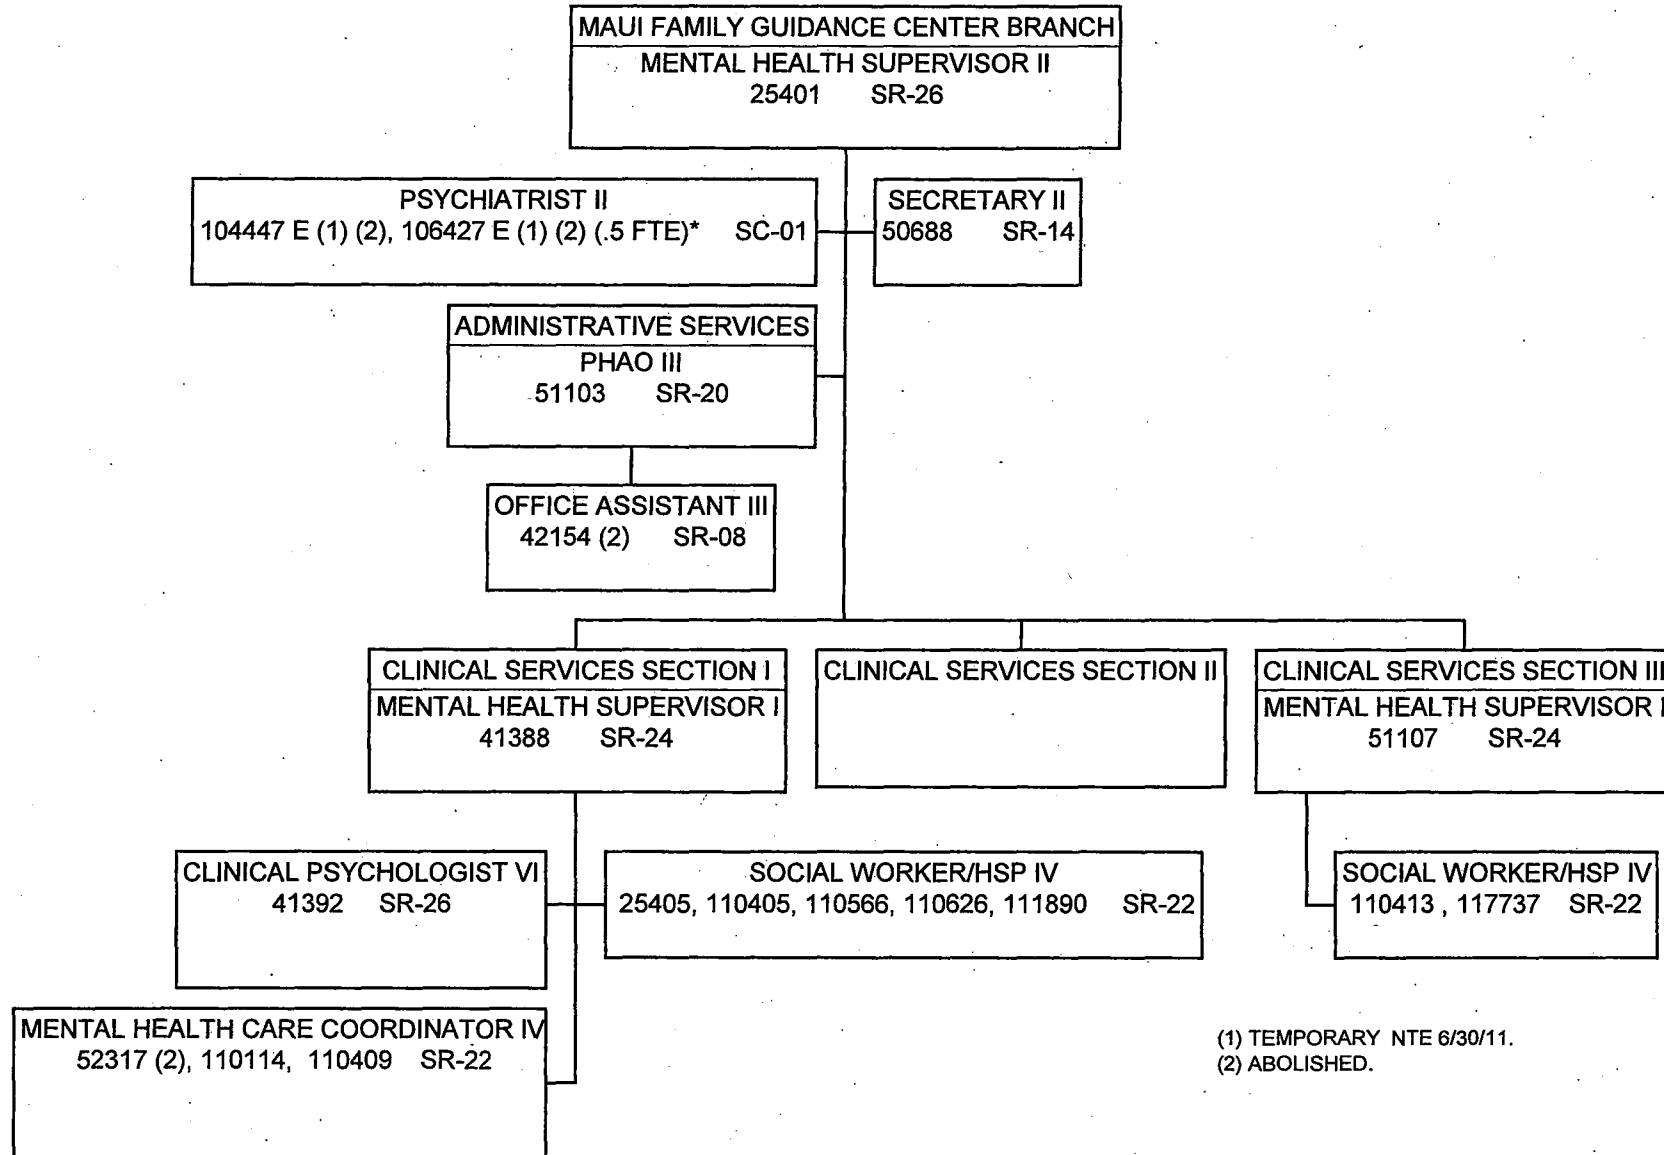 MAUI FAMILY GUIDANCE CENTER BRANCH
MENTAL HEALTH SUPERVISOR II
25401 SR-26
PSYCHIATRIST II
104447 E (1) (2), 106427 E (1) (2) (.5 FTE)* SC-01
SECRETARY II
50688 SR-14
ADMINISTRATIVE SERVICES
PHAO III
51103 SR-20
OFFICE ASSISTANT III
42154 (2) SR-08
CLINICAL SERVICES SECTION I
MENTAL HEALTH SUPERVISOR I
41388 SR-24
CLINICAL SERVICES SECTION II
CLINICAL SERVICES SECTION III
MENTAL HEALTH SUPERVISOR I
51107 SR-24
CLINICAL PSYCHOLOGIST VI
41392 SR-26
SOCIAL WORKER/HSP IV
25405, 110405, 110566, 110626, 111890 SR-22
SOCIAL WORKER/HSP IV
110413 , 117737 SR-22
MENTAL HEALTH CARE COORDINATOR IV
52317 (2), 110114, 110409 SR-22
(1) TEMPORARY NTE 6/30/11.
(2) ABOLISHED.